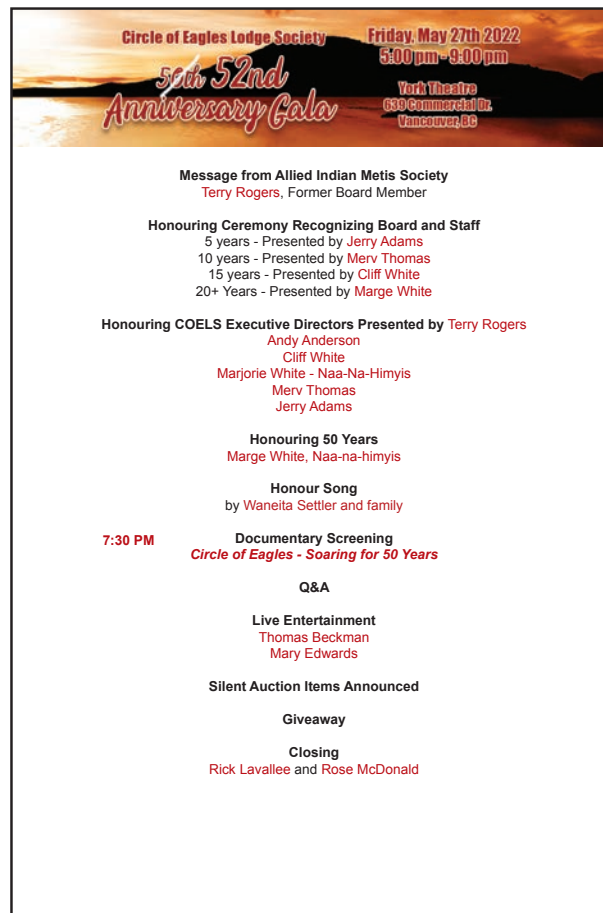 Circle of Eagles Lodge Society
50th 52nd
Anniversary Gala
Friday, May 27th 2022
5:00 pm - 9:00 pm
York Theatre
639 Commercial Dr.
Vancouver, BC
Message from Allied Indian Metis Society
Terry Rogers, Former Board Member
Honouring Ceremony Recognizing Board and Staff
5 years - Presented by Jerry Adams
10 years - Presented by Merv Thomas
15 years - Presented by Cliff White
20+ Years - Presented by Marge White
Honouring COELS Executive Directors Presented by Terry Rogers
Andy Anderson
Cliff White
Marjorie White - Naa-Na-Himyis
Merv Thomas
Jerry Adams
Honouring 50 Years
Marge White, Naa-na-himyis
Honour Song
by Waneita Settler and family
7:30 PM Documentary Screening
Circle of Eagles - Soaring for 50 Years
Q&A
Live Entertainment
Thomas Beckman
Mary Edwards
Silent Auction Items Announced
Giveaway
Closing
Rick Lavallee and Rose McDonald